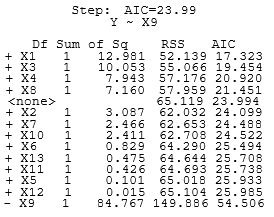 Step: AIC=23.99
Y ~ X9
Df Sum of Sq RSS AIC
+ X1 1 12.981 52.139 17.323
+ X3 1 10.053 55.066 19.454
+ X4 1 7.943 57.176 20.920
+ X8 1 7.160 57.959 21.451
<none> 65.119 23.994
+ X2 1 3.087 62.032 24.099
+ X7 1 2.466 62.653 24.488
+ X10 1 2.411 62.708 24.522
+ X6 1 0.829 64.290 25.494
+ X13 1 0.475 64.644 25.708
+ X11 1 0.426 64.693 25.738
+ X5 1 0.101 65.018 25.933
+ X12 1 0.015 65.104 25.985
- X9 1 84.767 149.886 54.506